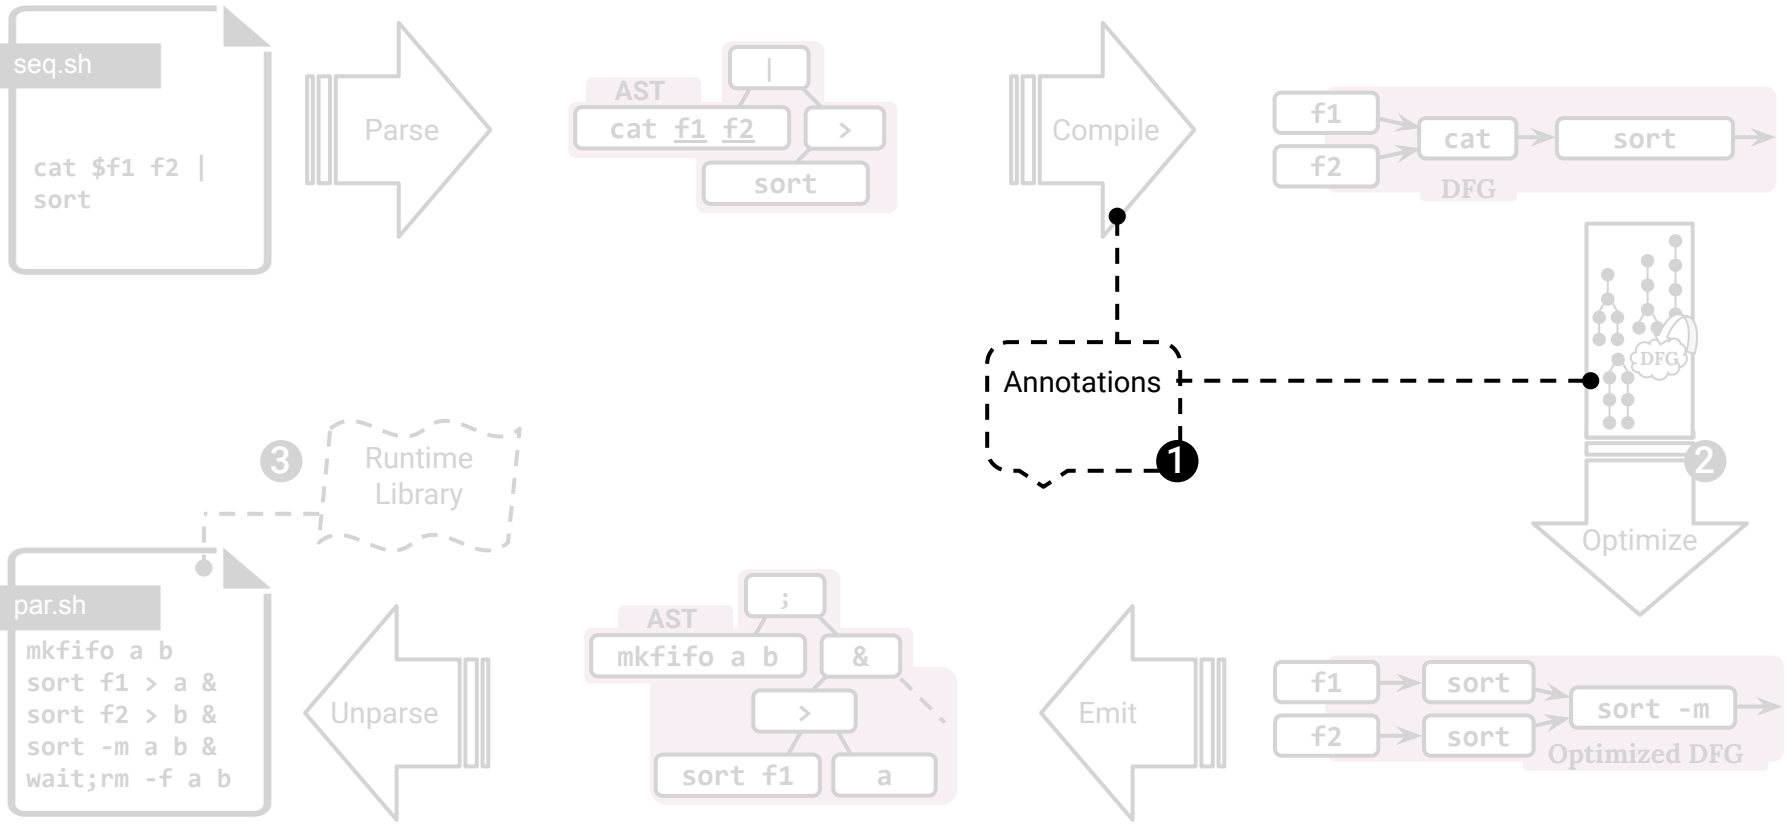 seq.sh
cat $f1 f2 |
sort
Parse
AST
|
cat f1 f2
>
sort
Compile
f1
f2
cat
sort
DFG
DFG
Annotations
1
2
Optimize
3
Runtime
Library
par.sh
mkfifo a b
sort f1 > a &
sort f2 > b &
sort -m a b &
wait;rm -f a b
Unparse
AST
;
mkfifo a b
&
>
sort f1
a
Emit
f1
sort
f2
sort
sort -m
Optimized DFG